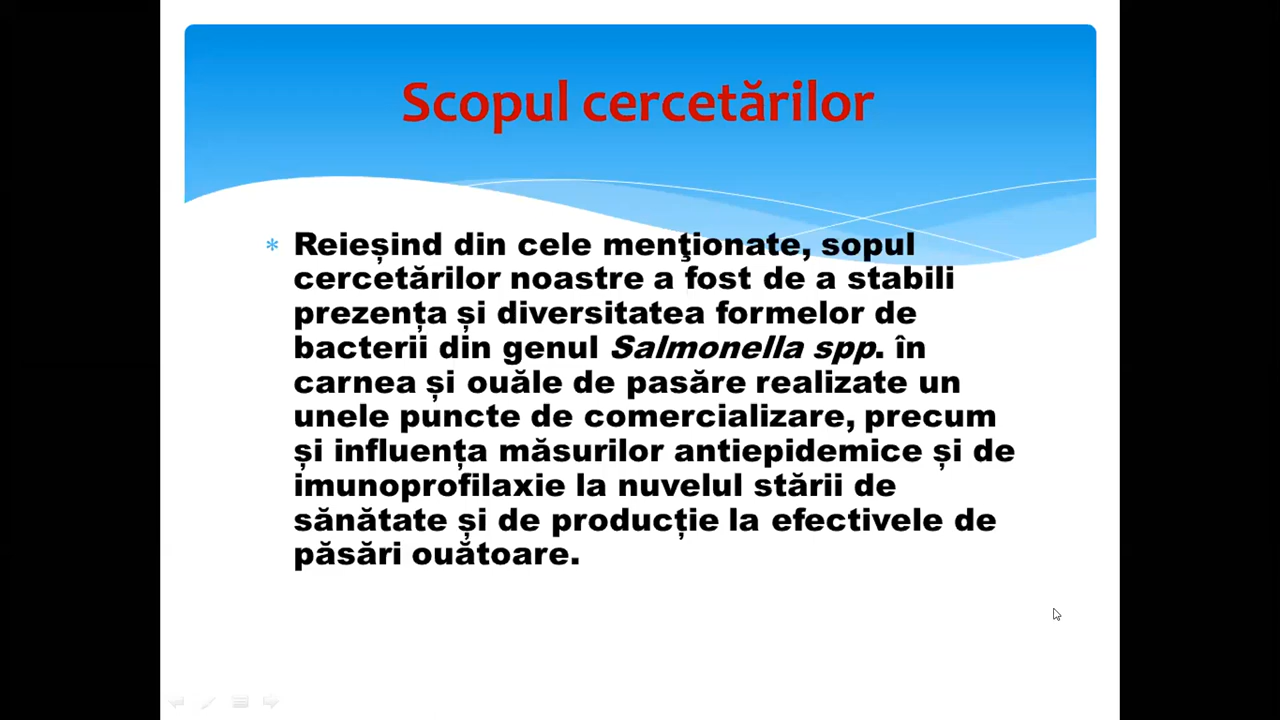 Scopul cercetărilor
* Reieșind din cele menţionate, sopul
cercetărilor noastre a fost de a stabili
prezența și diversitatea formelor de
bacterii din genul Salmonella spp. în
carnea și ouăle de pasăre realizate un
unele puncte de comercializare, precum
și influența măsurilor antiepidemice și de
imunoprofilaxie la nuvelul stării de
sănătate și de producție la efectivele de
păsări ouătoare.